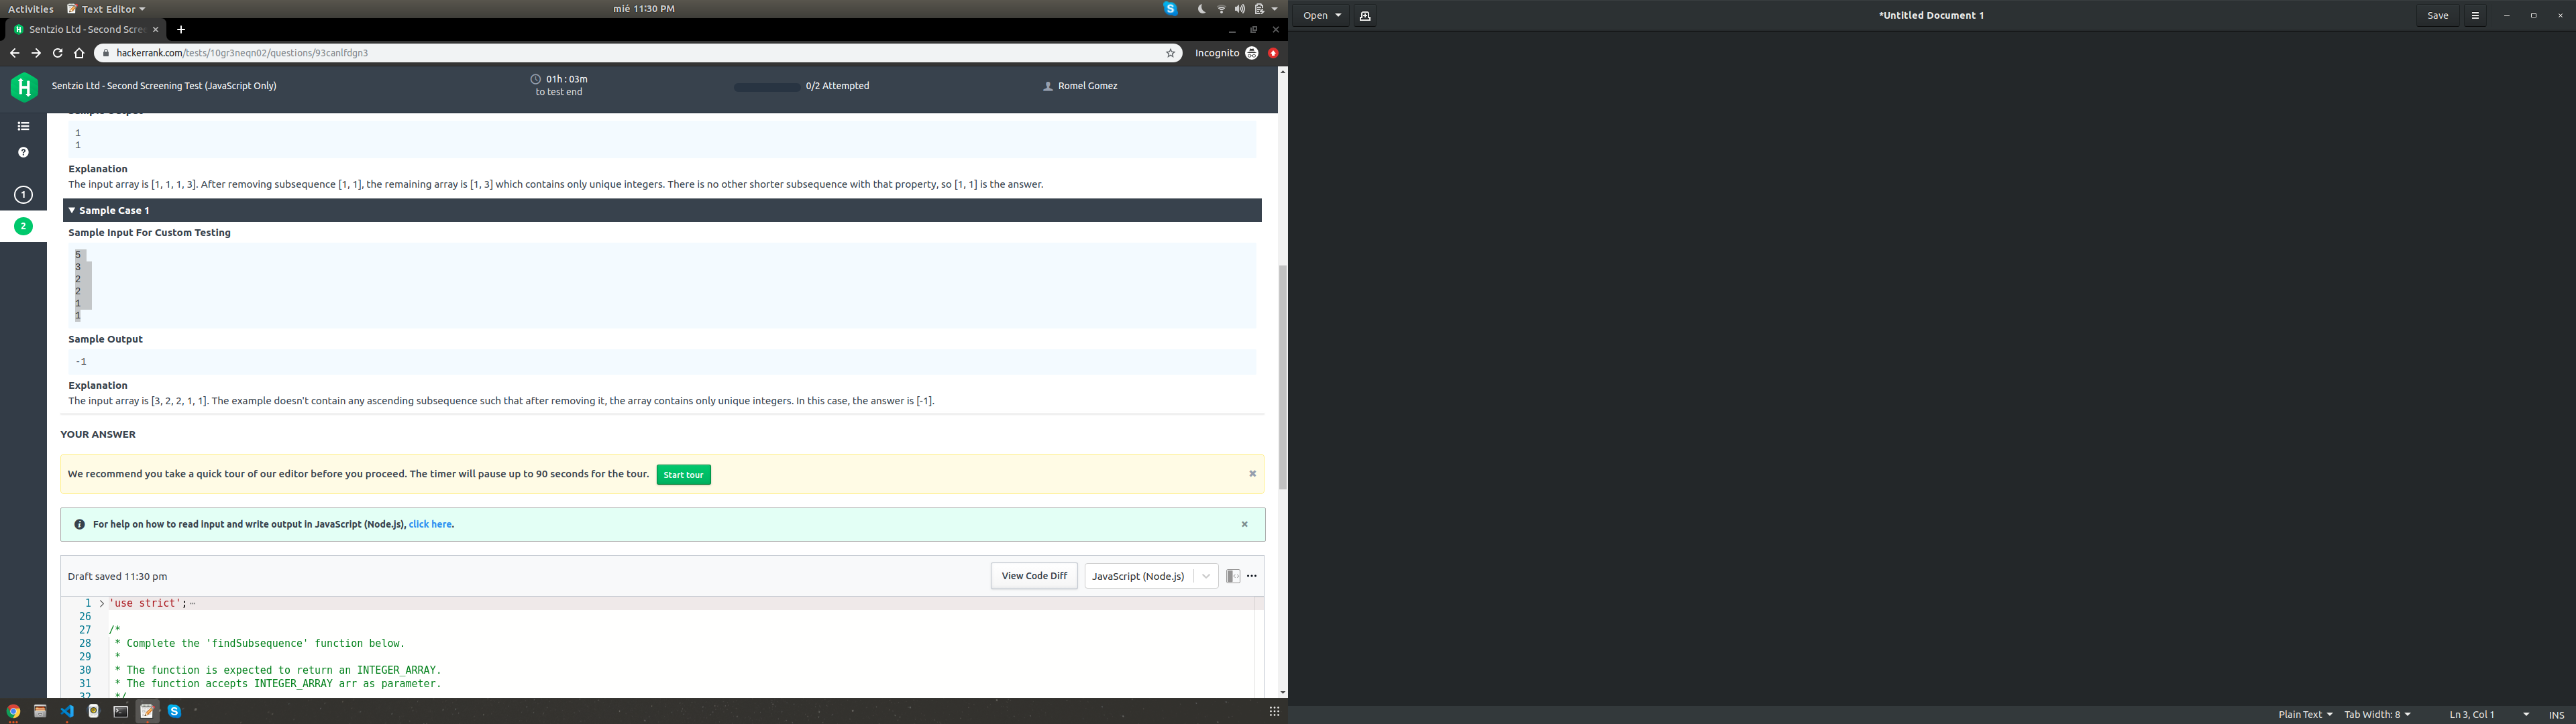 Activities Text Editor mié 11:30 PM
Open *Untitled Document 1 Save
Sentzio Ltd - Second Scree
hackerrank.com/tests/10gr3neqn02/questions/93canlfdgn3 Incognito
Sentzio Ltd - Second Screening Test (JavaScript Only)
01h : 03m
to test end
0/2 Attempted
Romel Gomez
Sample Output
1
1
Explanation
The input array is [1, 1, 1, 3]. After removing subsequence [1, 1], the remaining array is [1, 3] which contains only unique integers. There is no other shorter subsequence with that property, so [1, 1] is the answer.
1
2
Sample Case 1
Sample Input For Custom Testing
5
3
2
2
1
1
Sample Output
-1
Explanation
The input array is [3, 2, 2, 1, 1]. The example doesn't contain any ascending subsequence such that after removing it, the array contains only unique integers. In this case, the answer is [-1].
YOUR ANSWER
We recommend you take a quick tour of our editor before you proceed. The timer will pause up to 90 seconds for the tour. Start tour
For help on how to read input and write output in JavaScript (Node.js), click here.
Draft saved 11:30 pm View Code Diff JavaScript (Node.js)
1 'use strict';
26
27 /*
28 * Complete the 'findSubsequence' function below.
29 *
30 * The function is expected to return an INTEGER_ARRAY.
31 * The function accepts INTEGER_ARRAY arr as parameter.
32 */
Plain Text Tab Width: 8 Ln 3, Col 1 INS